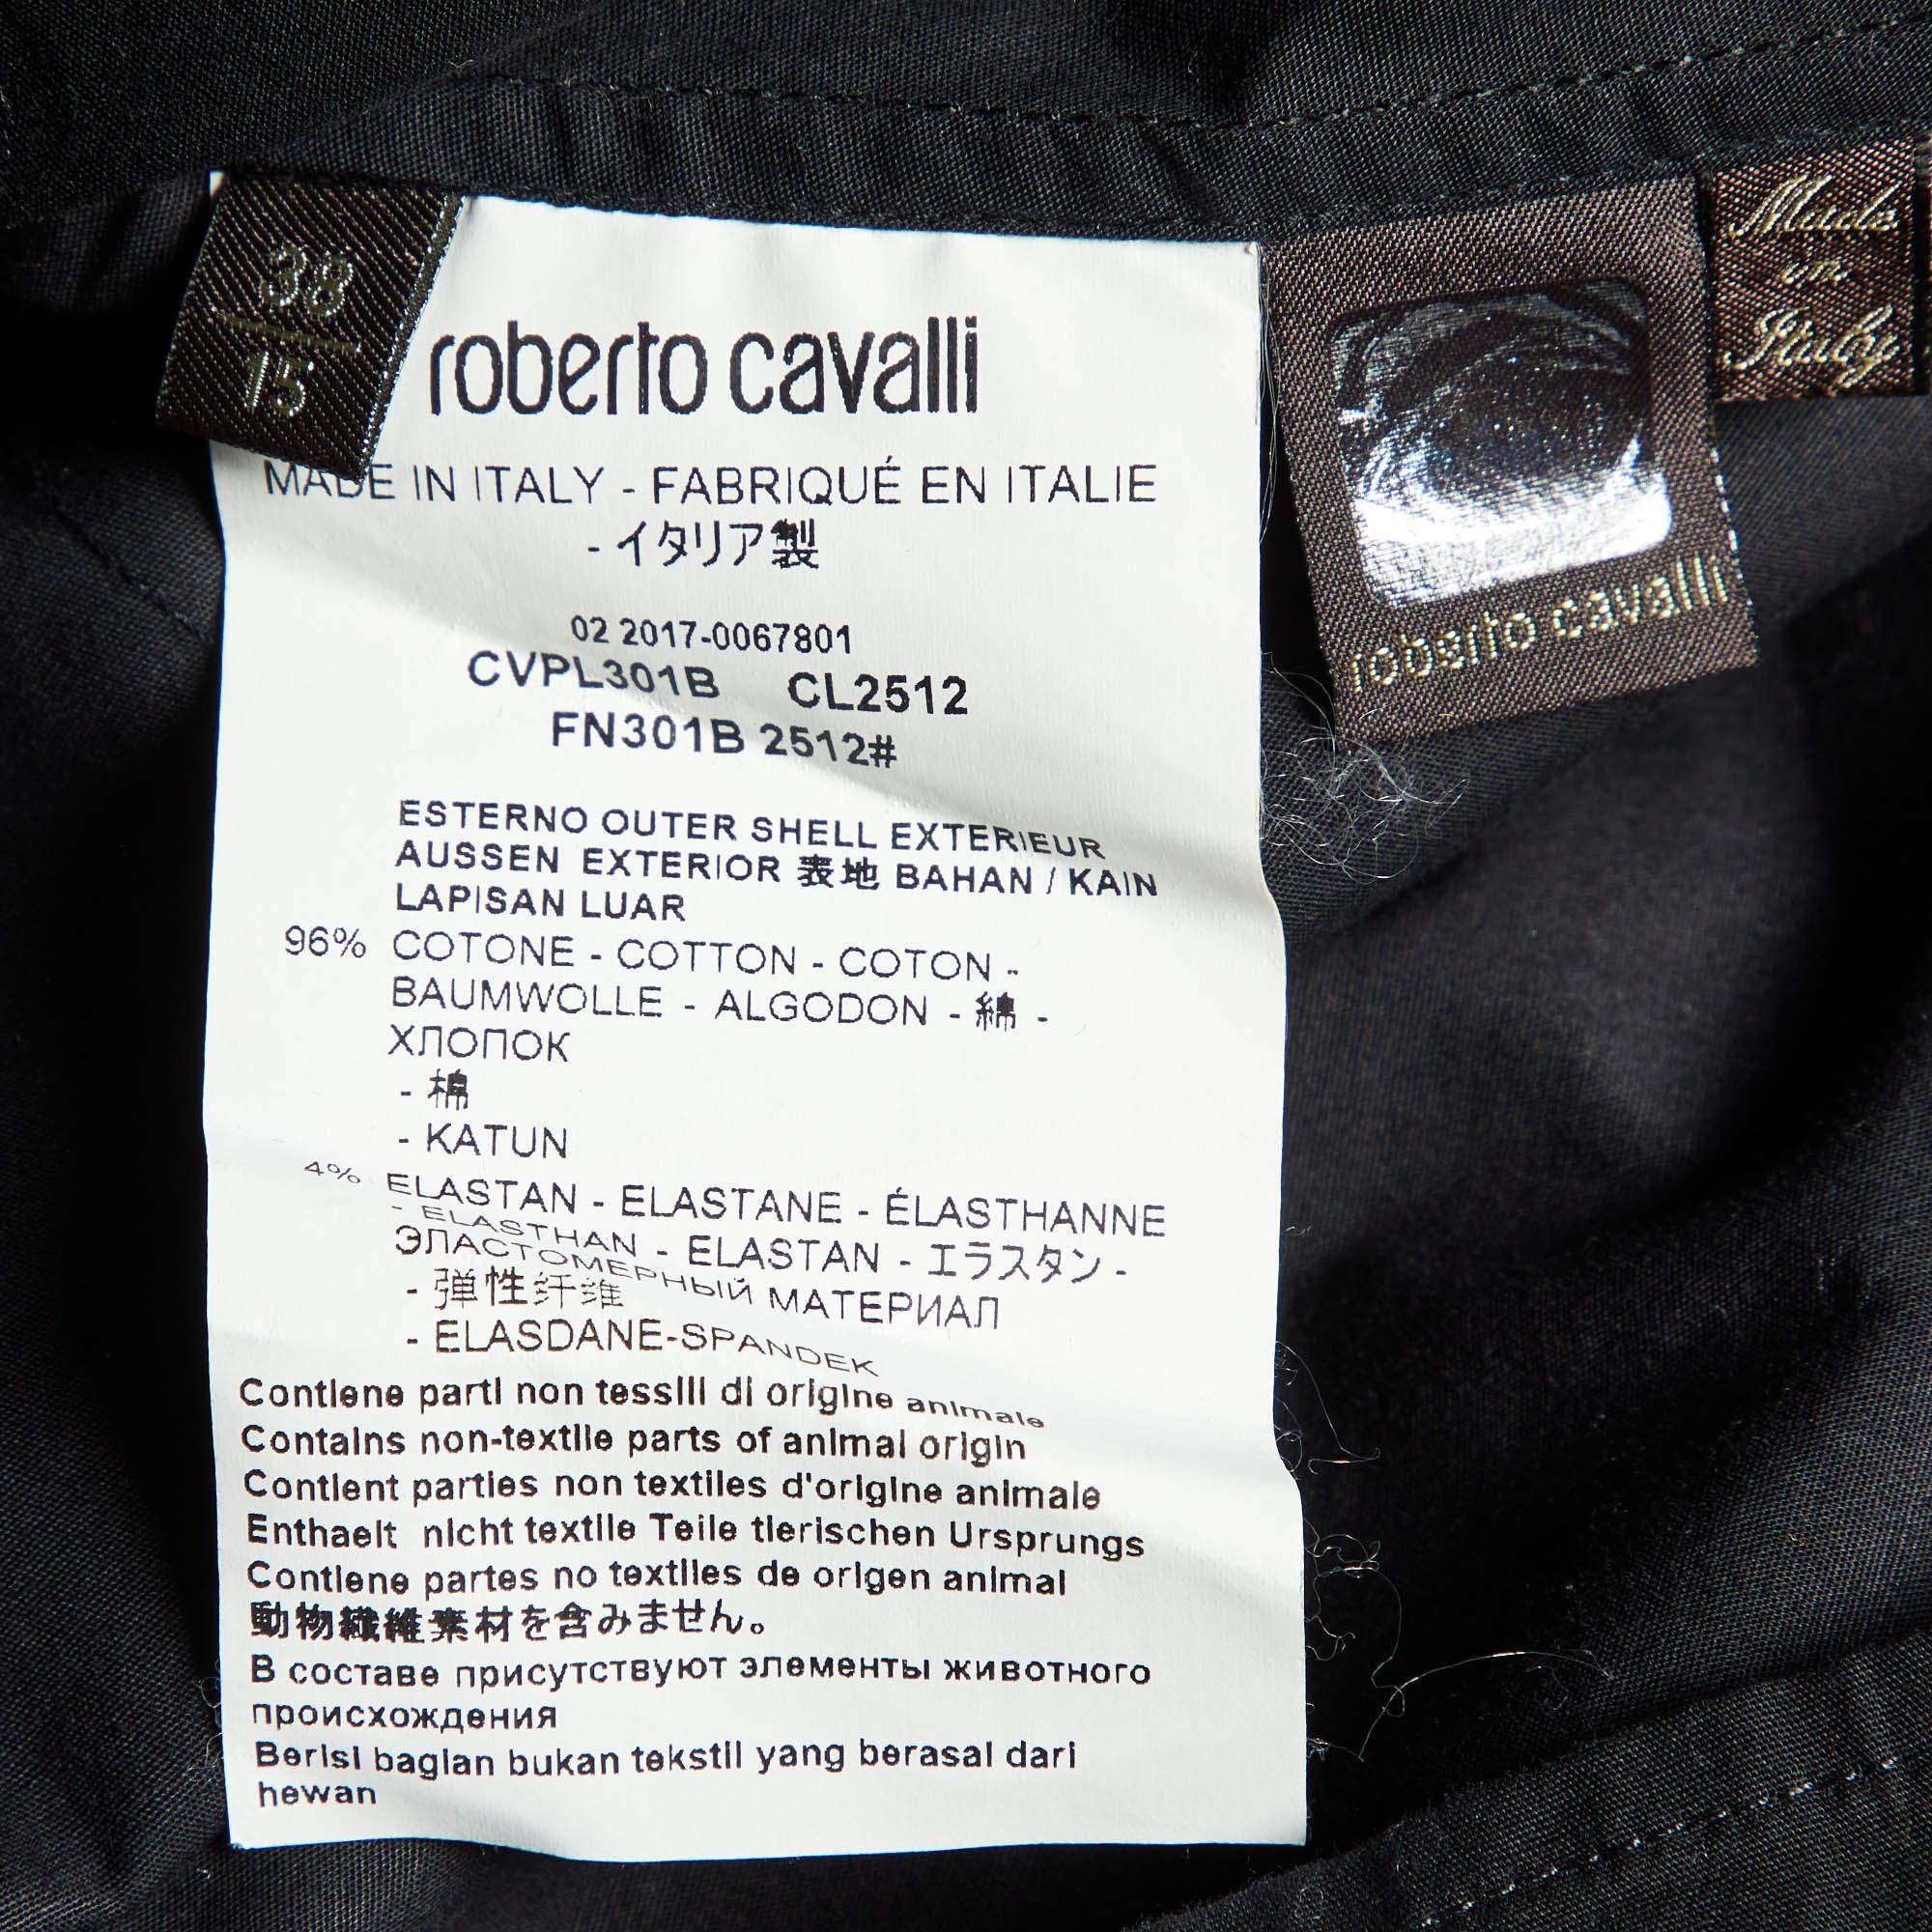 38
15
roberto cavalli
MADE IN ITALY - FABRIQUÉ EN ITALIE
- イタリア製
02 2017-0067801
CVPL301B CL2512
FN301B 2512#
ESTERNO OUTER SHELL EXTERIEUR
AUSSEN EXTERIOR 表地 BAHAN / KAIN
LAPISAN LUAR
96% COTONE - COTTON - COTON -
BAUMWOLLE - ALGODON - 綿 -
ХЛОПОК
- 棉
- KATUN
4% ELASTAN - ELASTANE - ÉLASTHANNE
- ELASTHAN - ELASTAN - エラスタン -
ЭЛАСТОМЕРНЫЙ МАТЕРИАЛ
- 弹性纤维
- ELASDANE-SPANDEK
Contiene parti non tessili di origine animale
Contains non-textile parts of animal origin
Contient parties non textiles d'origine animale
Enthaelt nicht textile Teile tierischen Ursprungs
Contiene partes no textiles de origen animal
動物繊維素材を含みません。
В составе присутствуют элементы животного
происхождения
Berisi bagian bukan tekstil yang berasal dari
hewan
roberto cavalli
Made
in
Italy